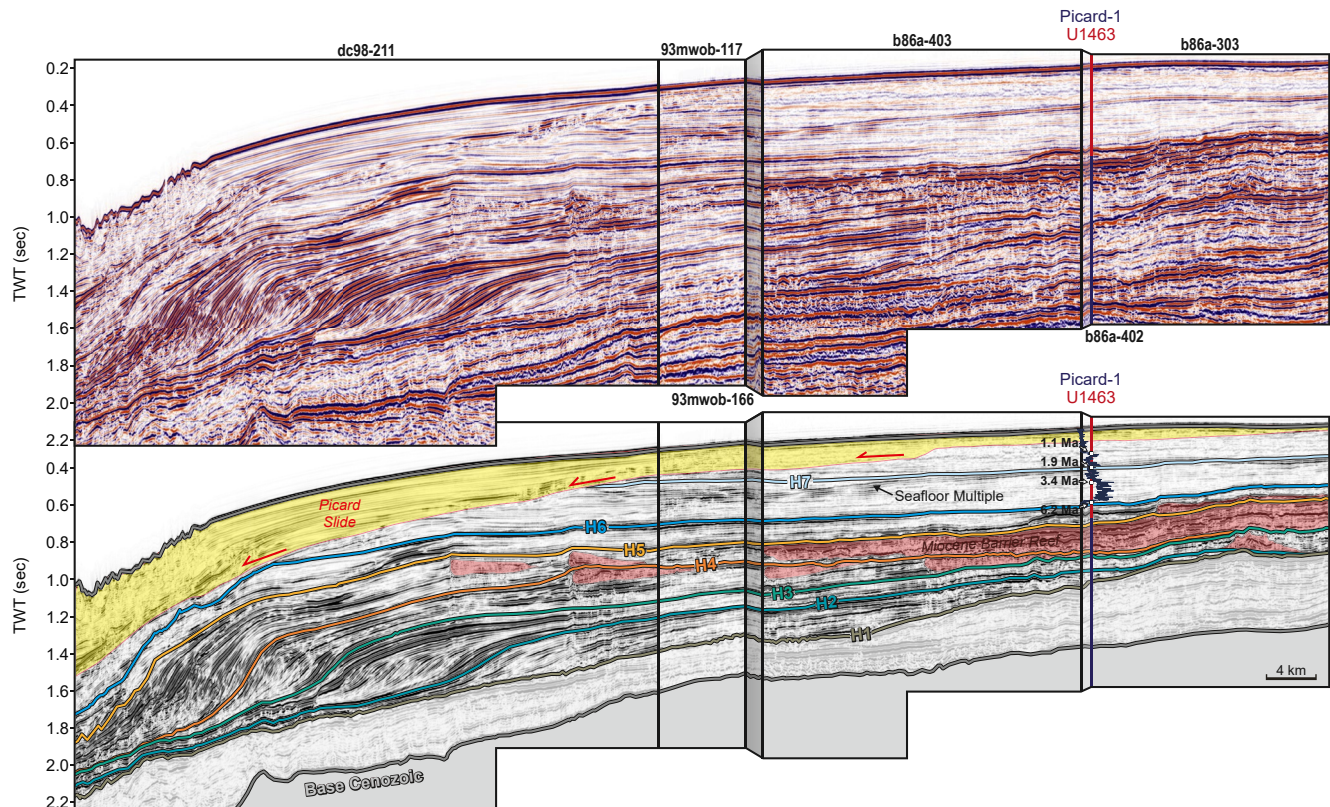 Picard-1
U1463
dc98-211
93mwob-117
b86a-403
b86a-303
0.2
0.4
0.6
0.8
1.0
1.2
1.4
1.6
1.8
2.0
2.2
TWT (sec)
b86a-402
93mwob-166
Picard-1
U1463
0.4
0.6
0.8
1.0
1.2
1.4
1.6
1.8
2.0
2.2
TWT (sec)
1.1 Ma
1.9 Ma
3.4 Ma
6.2 Ma
H7
Seafloor Multiple
Picard
Slide
H6
H5
Miocene Barrier Reef
H4
H3
H2
H1
4 km
Base Cenozoic